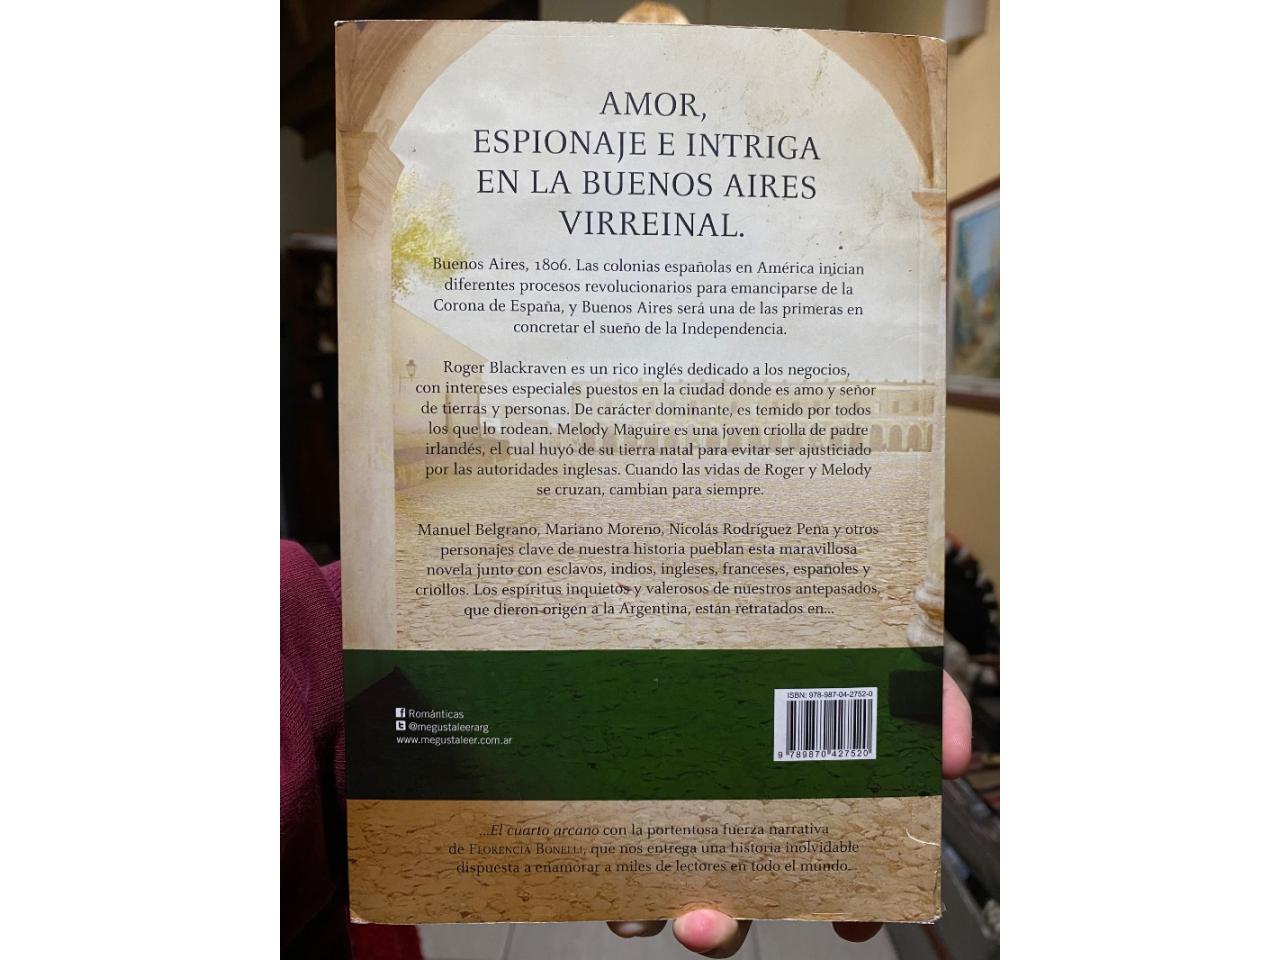 AMOR,
ESPIONAJE E INTRIGA
EN LA BUENOS AIRES
VIRREINAL.
Buenos Aires, 1806. Las colonias españolas en América inician
diferentes procesos revolucionarios para emanciparse de la
Corona de España, y Buenos Aires será una de las primeras en
concretar el sueño de la Independencia.
Roger Blackraven es un rico inglés dedicado a los negocios,
con intereses especiales puestos en la ciudad donde es amo y señor
de tierras y personas. De carácter dominante, es temido por todos
los que lo rodean. Melody Maguire es una joven criolla de padre
irlandés, el cual huyó de su tierra natal para evitar ser ajusticiado
por las autoridades inglesas. Cuando las vidas de Roger y Melody
se cruzan, cambian para siempre.
Manuel Belgrano, Mariano Moreno, Nicolás Rodríguez Pena y otros
personajes clave de nuestra historia pueblan esta maravillosa
novela junto con esclavos, indios, ingleses, franceses, españoles y
criollos. Los espíritus inquietos y valerosos de nuestros antepasados,
que dieron origen a la Argentina, están retratados en...
ISBN: 978-987-04-2752-0
9 789870 427520
Románticas
@megustaleerarg
www.megustaleer.com.ar
...El cuarto arcano con la portentosa fuerza narrativa
de FLORENCIA BONELLI, que nos entrega una historia inolvidable
dispuesta a enamorar a miles de lectores en todo el mundo.